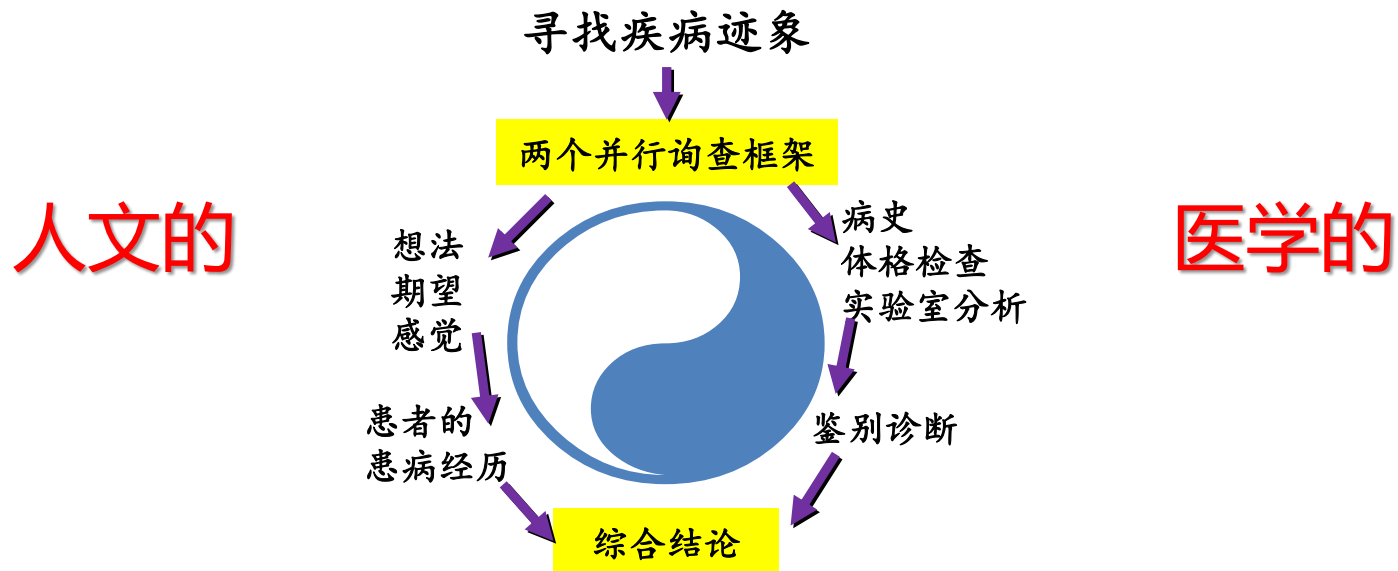 寻找疾病迹象
两个并行询查框架
人文的
想法
期望
感觉
患者的
患病经历
医学的
病史
体格检查
实验室分析
鉴别诊断
综合结论